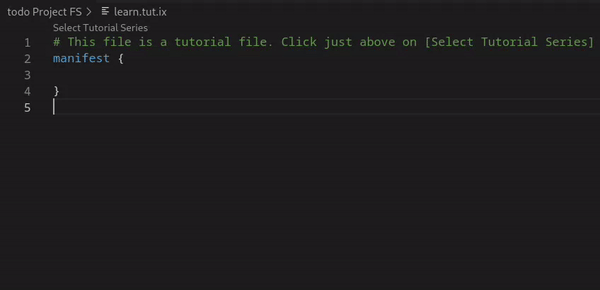 todo Project FS > learn.tut.ix
Select Tutorial Series
1 # This file is a tutorial file. Click just above on [Select Tutorial Series]
2 manifest {
3
4 }
5